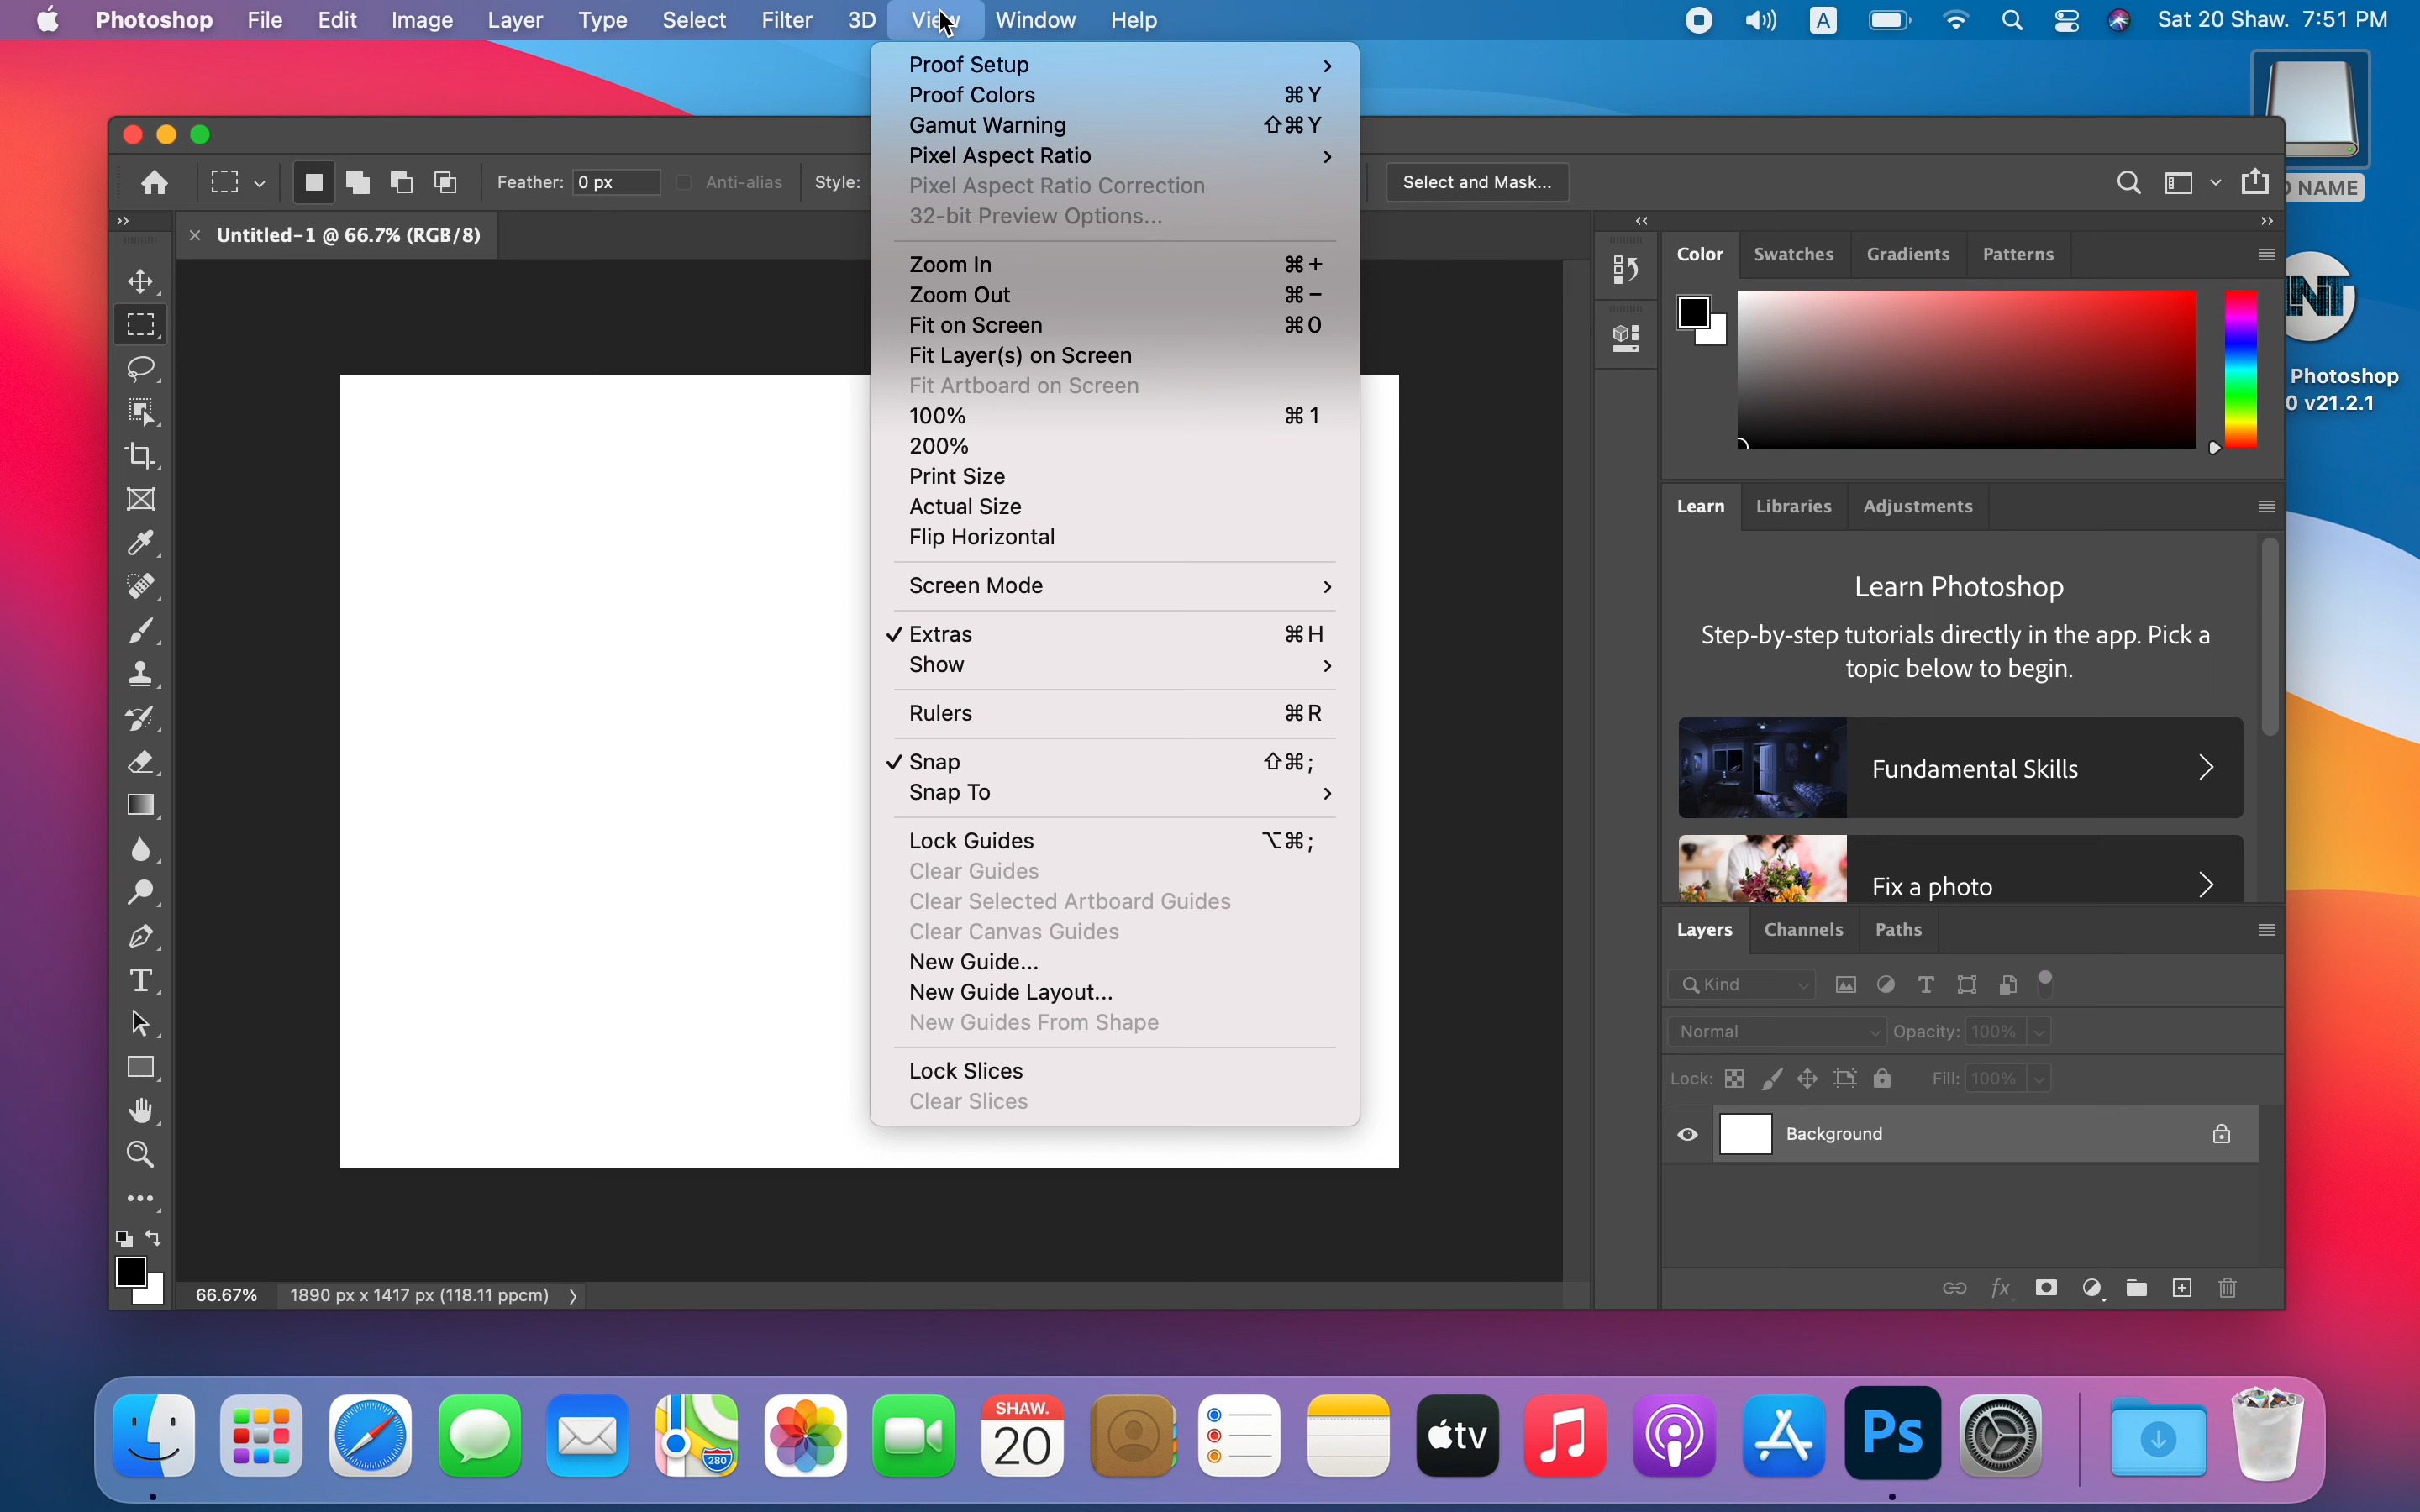 Photoshop File Edit Image Layer Type Select Filter 3D View Window Help A Sat 20 Shaw. 7:51 PM
Feather: 0 px Anti-alias Style: Select and Mask...
NAME
× Untitled-1 @ 66.7% (RGB/8)
Proof Setup >
Proof Colors ⌘Y
Gamut Warning ⇧⌘Y
Pixel Aspect Ratio >
Pixel Aspect Ratio Correction
32-bit Preview Options...
Zoom In ⌘+
Zoom Out ⌘−
Fit on Screen ⌘0
Fit Layer(s) on Screen
Fit Artboard on Screen
100% ⌘1
200%
Print Size
Actual Size
Flip Horizontal
Screen Mode >
✓ Extras ⌘H
Show >
Rulers ⌘R
✓ Snap ⇧⌘;
Snap To >
Lock Guides ⌥⌘;
Clear Guides
Clear Selected Artboard Guides
Clear Canvas Guides
New Guide...
New Guide Layout...
New Guides From Shape
Lock Slices
Clear Slices
Color Swatches Gradients Patterns
NT
Photoshop
0 v21.2.1
Learn Libraries Adjustments
Learn Photoshop
Step-by-step tutorials directly in the app. Pick a
topic below to begin.
Fundamental Skills
Fix a photo
Layers Channels Paths
Kind
Normal Opacity: 100%
Lock: Fill: 100%
Background
fx
66.67% 1890 px x 1417 px (118.11 ppcm) >
280
SHAW.
20
tv
Ps